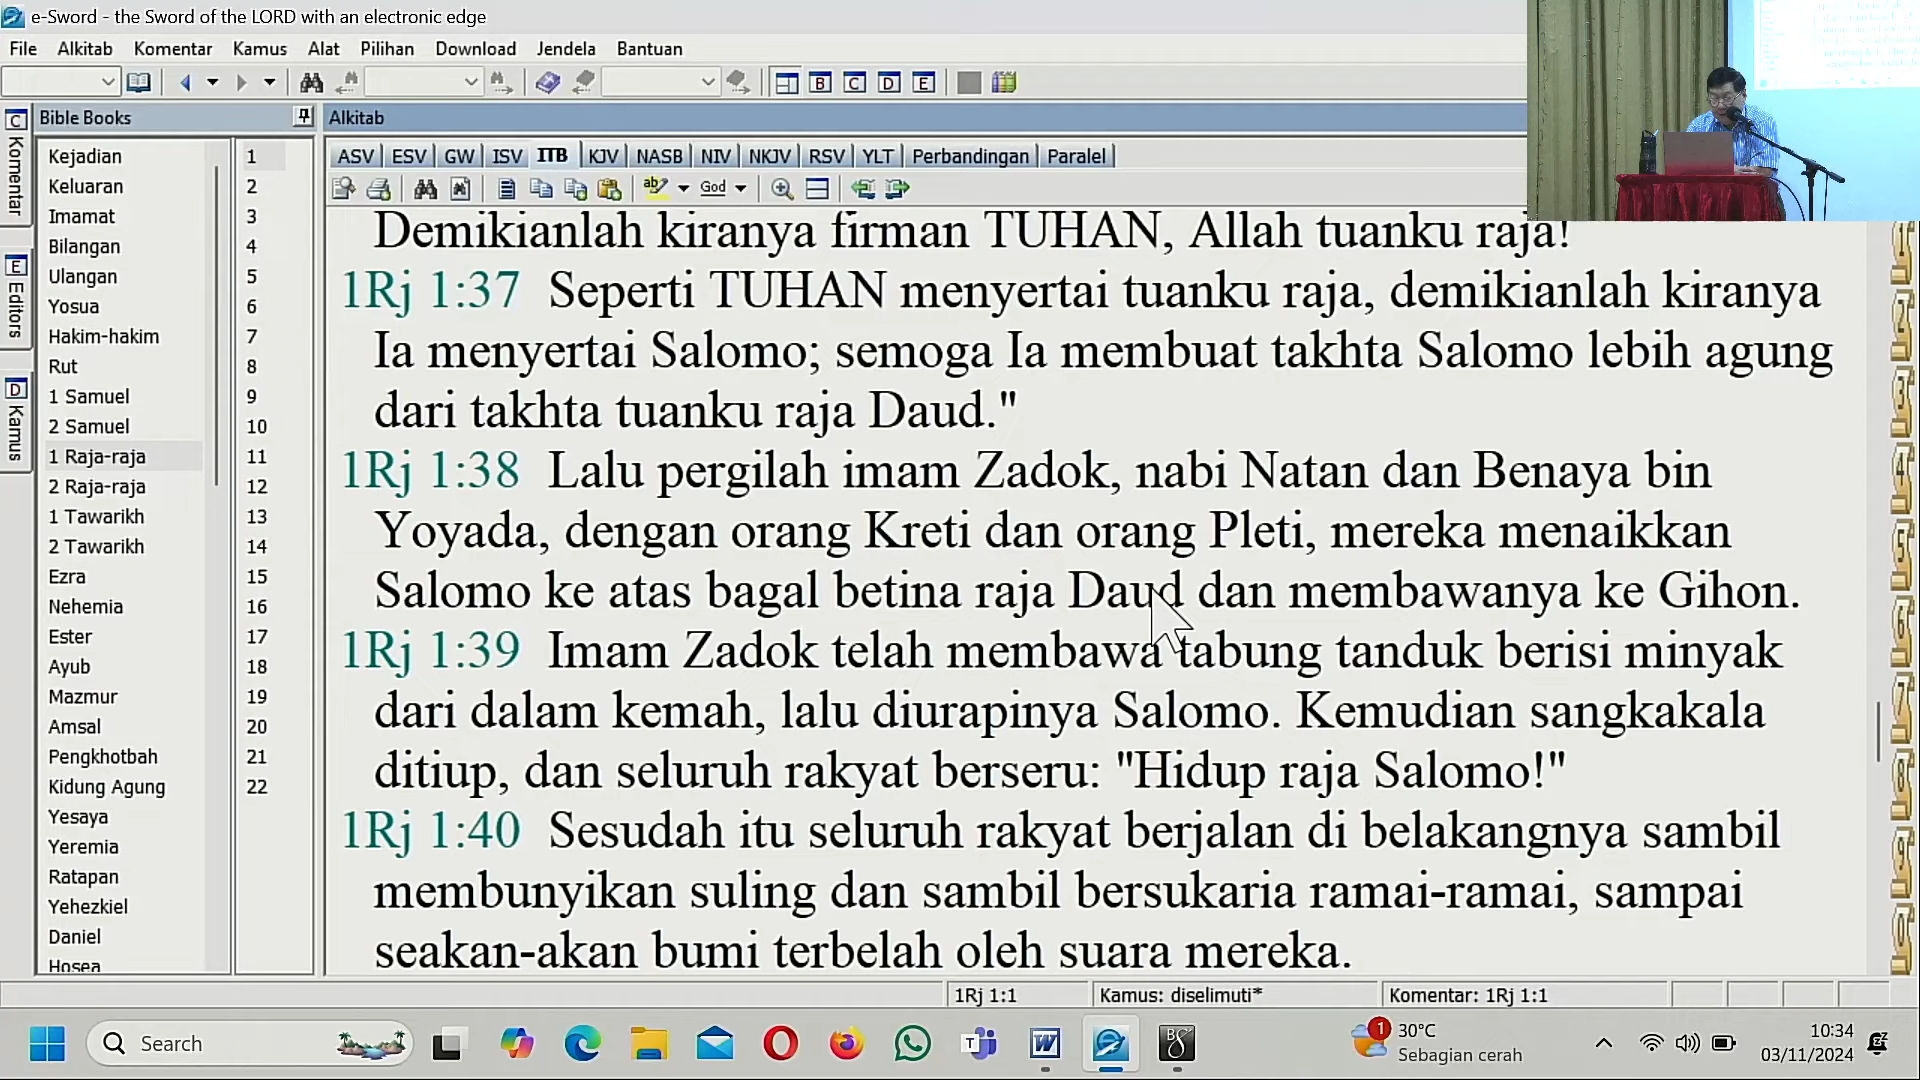 e-Sword - the Sword of the LORD with an electronic edge
File Alkitab Komentar Kamus Alat Pilihan Download Jendela Bantuan
B C D E
C Komentar
E Editors
D Kamus
Bible Books
Kejadian
Keluaran
Imamat
Bilangan
Ulangan
Yosua
Hakim-hakim
Rut
1 Samuel
2 Samuel
1 Raja-raja
2 Raja-raja
1 Tawarikh
2 Tawarikh
Ezra
Nehemia
Ester
Ayub
Mazmur
Amsal
Pengkhotbah
Kidung Agung
Yesaya
Yeremia
Ratapan
Yehezkiel
Daniel
Hosea
1
2
3
4
5
6
7
8
9
10
11
12
13
14
15
16
17
18
19
20
21
22
Alkitab
ASV ESV GW ISV ITB KJV NASB NIV NKJV RSV YLT Perbandingan Paralel
ab God
Demikianlah kiranya firman TUHAN, Allah tuanku raja!
1Rj 1:37 Seperti TUHAN menyertai tuanku raja, demikianlah kiranya
Ia menyertai Salomo; semoga Ia membuat takhta Salomo lebih agung
dari takhta tuanku raja Daud."
1Rj 1:38 Lalu pergilah imam Zadok, nabi Natan dan Benaya bin
Yoyada, dengan orang Kreti dan orang Pleti, mereka menaikkan
Salomo ke atas bagal betina raja Daud dan membawanya ke Gihon.
1Rj 1:39 Imam Zadok telah membawa tabung tanduk berisi minyak
dari dalam kemah, lalu diurapinya Salomo. Kemudian sangkakala
ditiup, dan seluruh rakyat berseru: "Hidup raja Salomo!"
1Rj 1:40 Sesudah itu seluruh rakyat berjalan di belakangnya sambil
membunyikan suling dan sambil bersukaria ramai-ramai, sampai
seakan-akan bumi terbelah oleh suara mereka.
1
2
3
4
5
6
7
8
9
0
1Rj 1:1 Kamus: diselimuti* Komentar: 1Rj 1:1
Search
1
30°C
Sebagian cerah
10:34
03/11/2024